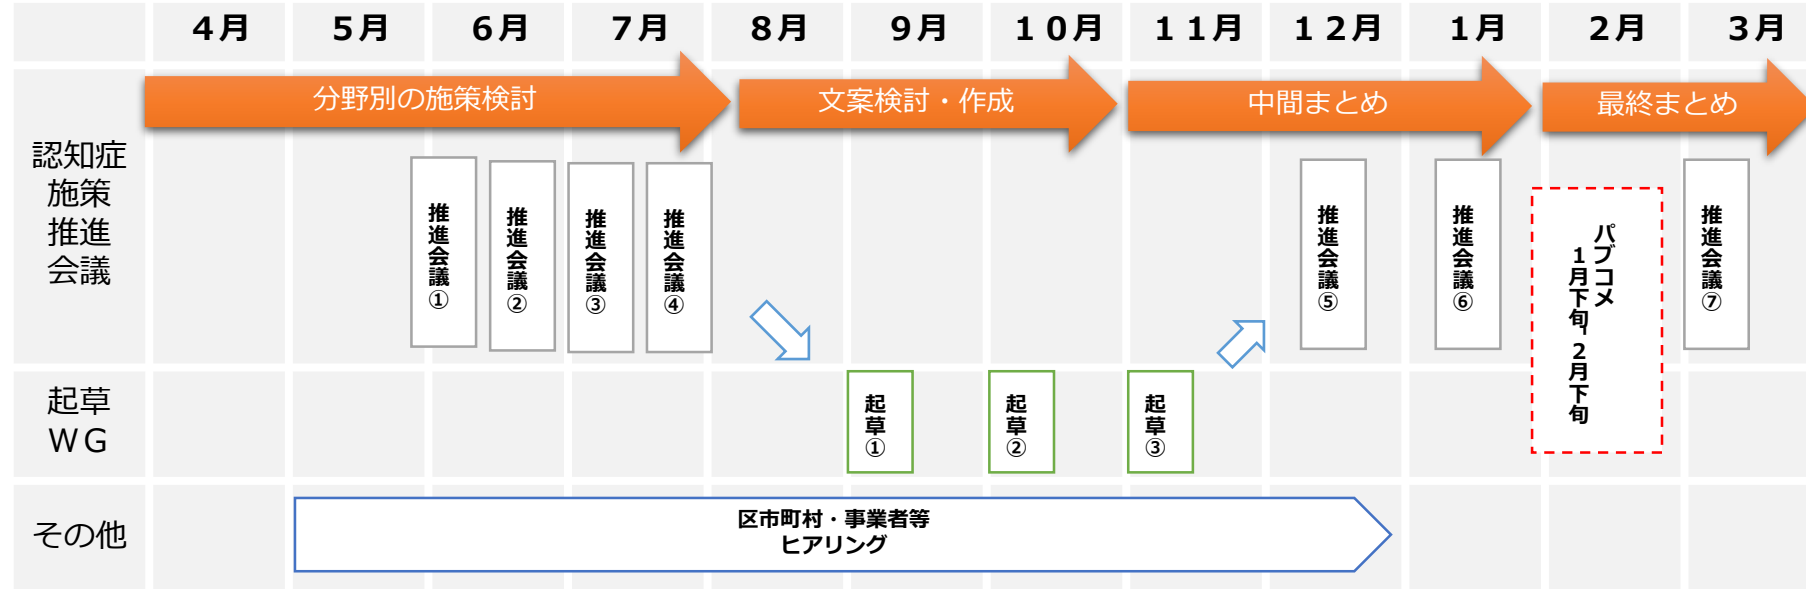 4月
5月
6月
7月
8月
9月
10月
11月
12月
1月
2月
3月
認知症
施策
推進
会議
分野別の施策検討
文案検討・作成
中間まとめ
最終まとめ
推進会議①
推進会議②
推進会議③
推進会議④
推進会議⑤
推進会議⑥
パブコメ
1月下旬~2月下旬
推進会議⑦
起草
WG
起草①
起草②
起草③
その他
区市町村・事業者等
ヒアリング